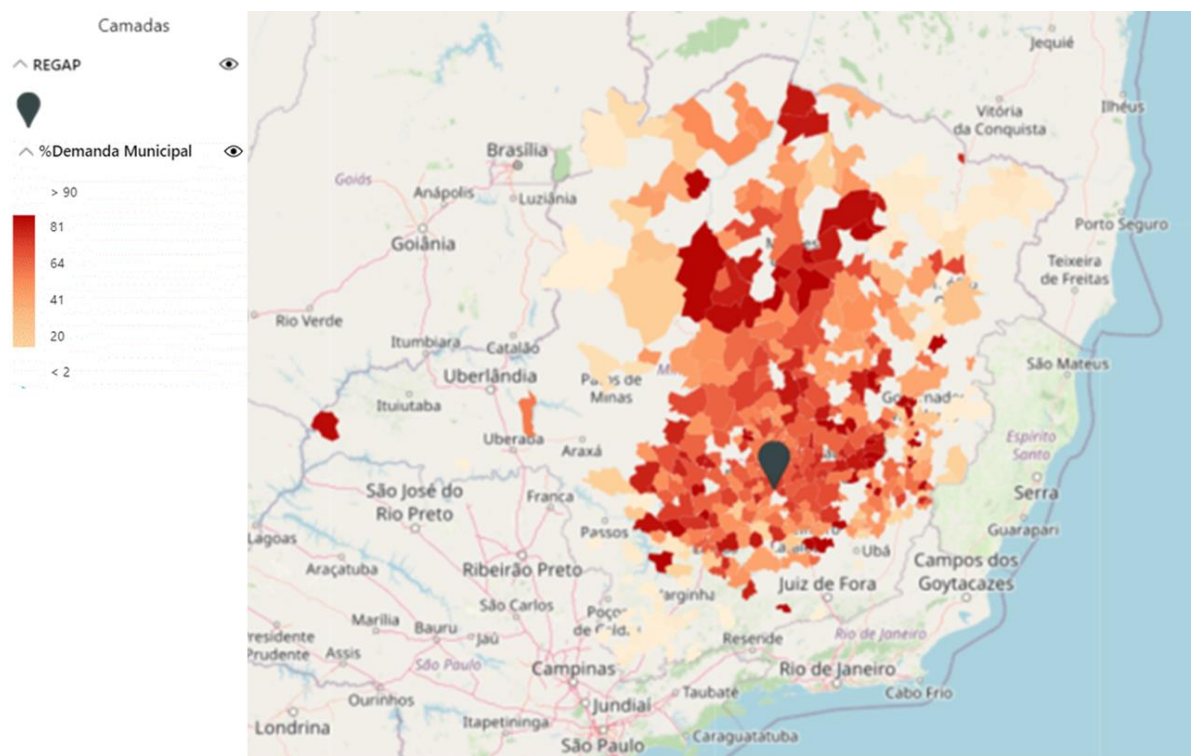 Camadas
REGAP
%Demanda Municipal
> 90
81
64
41
20
< 2
Jequié
Ilhéus
Vitória
da Conquista
Brasília
Goiás
Anápolis
Luziânia
Goiânia
Porto Seguro
Teixeira
de Freitas
Rio Verde
Itumbiara
Catalão
São Mateus
Uberlândia
de
Minas
Ituiutaba
Uberaba
Araxá
Espírito
Santo
São José do
Rio Preto
Franca
Serra
Passos
Guarapari
Lagoas
Ubá
Campos dos
Goytacazes
Araçatuba
Ribeirão Preto
Juiz de Fora
São Carlos
Marília
Bauru
Jaú
residente
Prudente
Assis
São Paulo
Resende
Rio de Janeiro
Campinas
Rio de Janeiro
Ourinhos
Taubaté
Cabo Frio
Jundiaí
Londrina
Itapetininga
Caraguatatuba
São Paulo